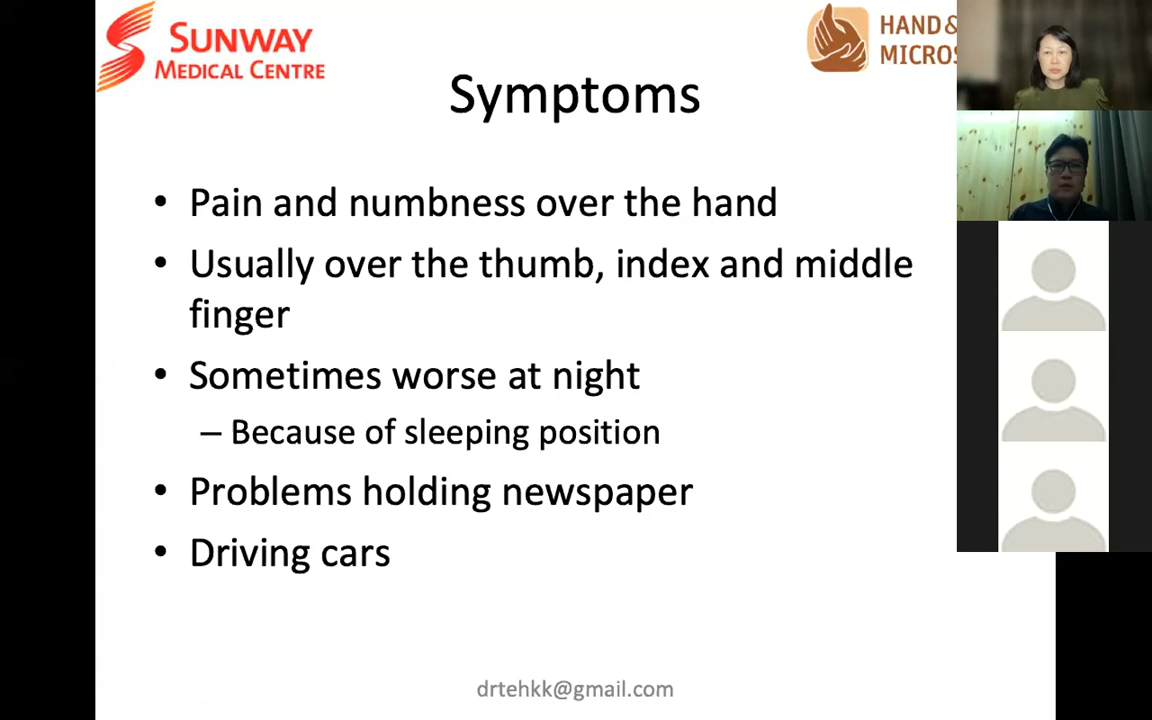 SUNWAY
MEDICAL CENTRE
HAND &
Symptoms
• Pain and numbness over the hand
• Usually over the thumb, index and middle
finger
• Sometimes worse at night
– Because of sleeping position
• Problems holding newspaper
• Driving cars
drtehkk@gmail.com